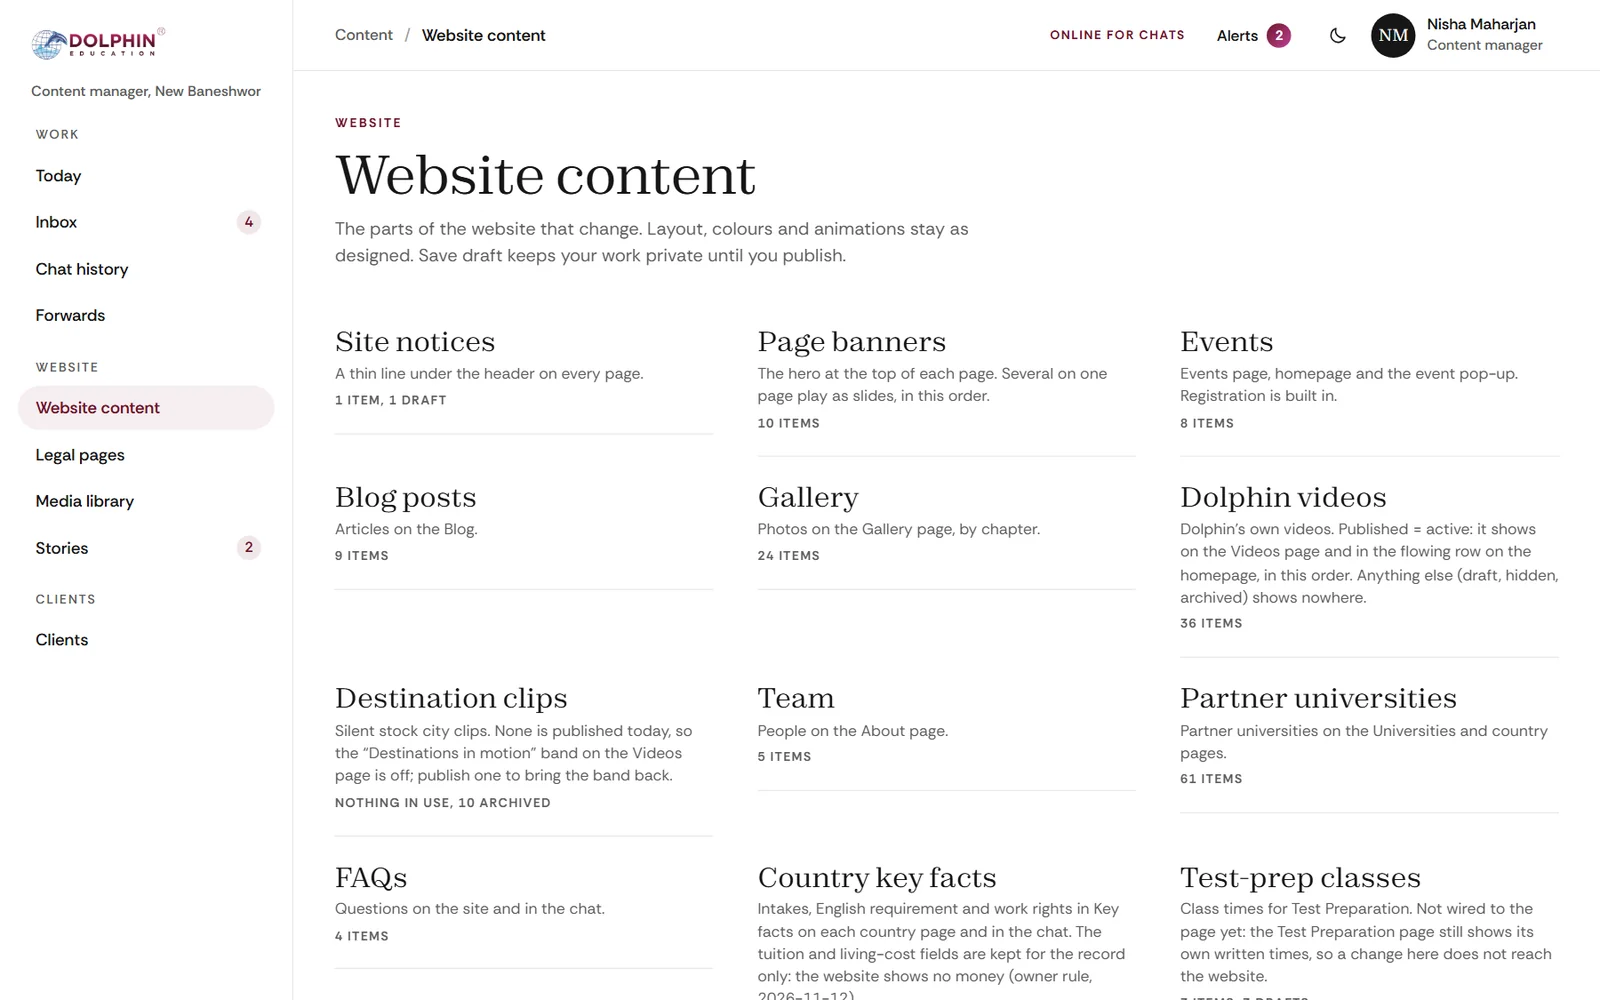 DOLPHIN
EDUCATION
Content manager, New Baneshwor
WORK
Today
Inbox 4
Chat history
Forwards
WEBSITE
Website content
Legal pages
Media library
Stories 2
CLIENTS
Clients
Content / Website content
ONLINE FOR CHATS
Alerts 2
NM
Nisha Maharjan
Content manager
WEBSITE
Website content
The parts of the website that change. Layout, colours and animations stay as
designed. Save draft keeps your work private until you publish.
Site notices
A thin line under the header on every page.
1 ITEM, 1 DRAFT
Page banners
The hero at the top of each page. Several on one
page play as slides, in this order.
10 ITEMS
Events
Events page, homepage and the event pop-up.
Registration is built in.
8 ITEMS
Blog posts
Articles on the Blog.
9 ITEMS
Gallery
Photos on the Gallery page, by chapter.
24 ITEMS
Dolphin videos
Dolphin's own videos. Published = active: it shows
on the Videos page and in the flowing row on the
homepage, in this order. Anything else (draft, hidden,
archived) shows nowhere.
36 ITEMS
Destination clips
Silent stock city clips. None is published today, so
the “Destinations in motion” band on the Videos
page is off; publish one to bring the band back.
NOTHING IN USE, 10 ARCHIVED
Team
People on the About page.
5 ITEMS
Partner universities
Partner universities on the Universities and country
pages.
61 ITEMS
FAQs
Questions on the site and in the chat.
4 ITEMS
Country key facts
Intakes, English requirement and work rights in Key
facts on each country page and in the chat. The
tuition and living-cost fields are kept for the record
only: the website shows no money (owner rule,
2026-11-12)
Test-prep classes
Class times for Test Preparation. Not wired to the
page yet: the Test Preparation page still shows its
own written times, so a change here does not reach
the website.